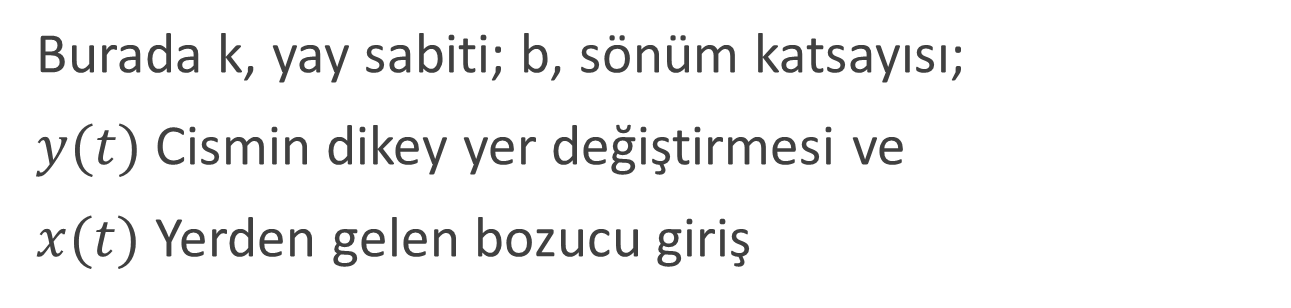 Burada k, yay sabiti; b, sönüm katsayısı;
y(t) Cismin dikey yer değiştirmesi ve
x(t) Yerden gelen bozucu giriş